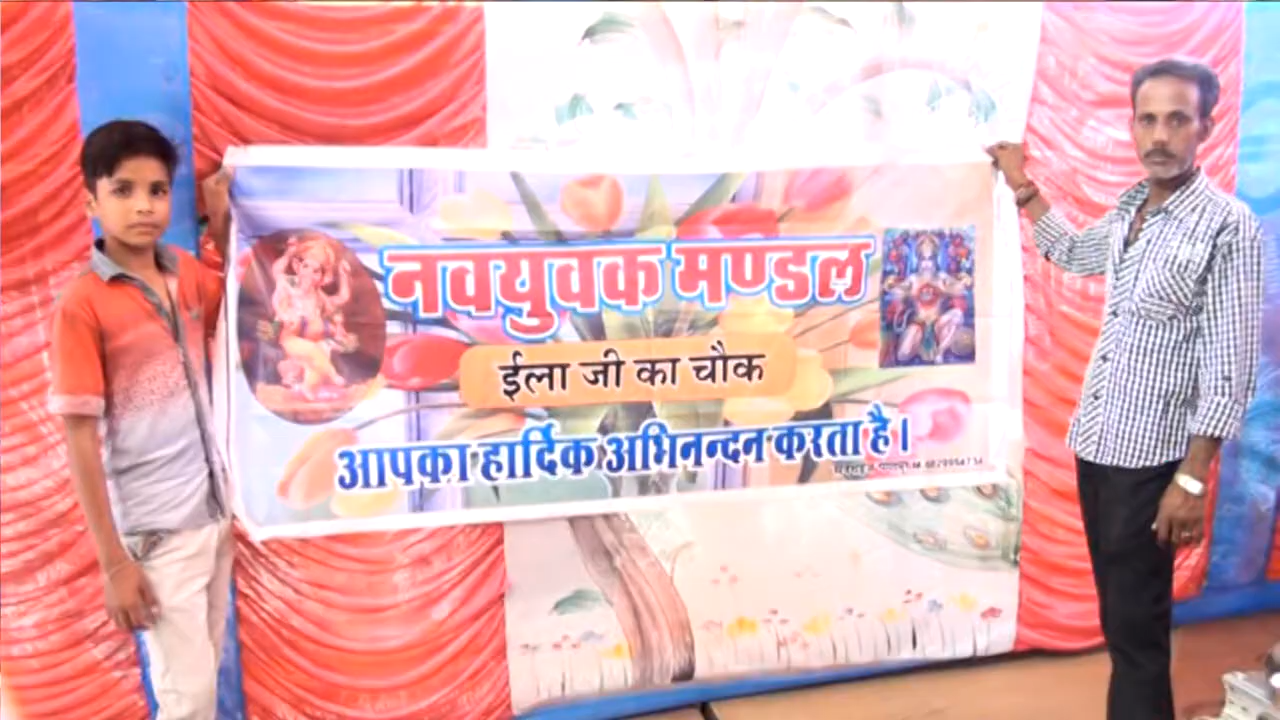 नवयुवक मण्डल
ईला जी का चौक
आपका हार्दिक अभिनन्दन करता है।